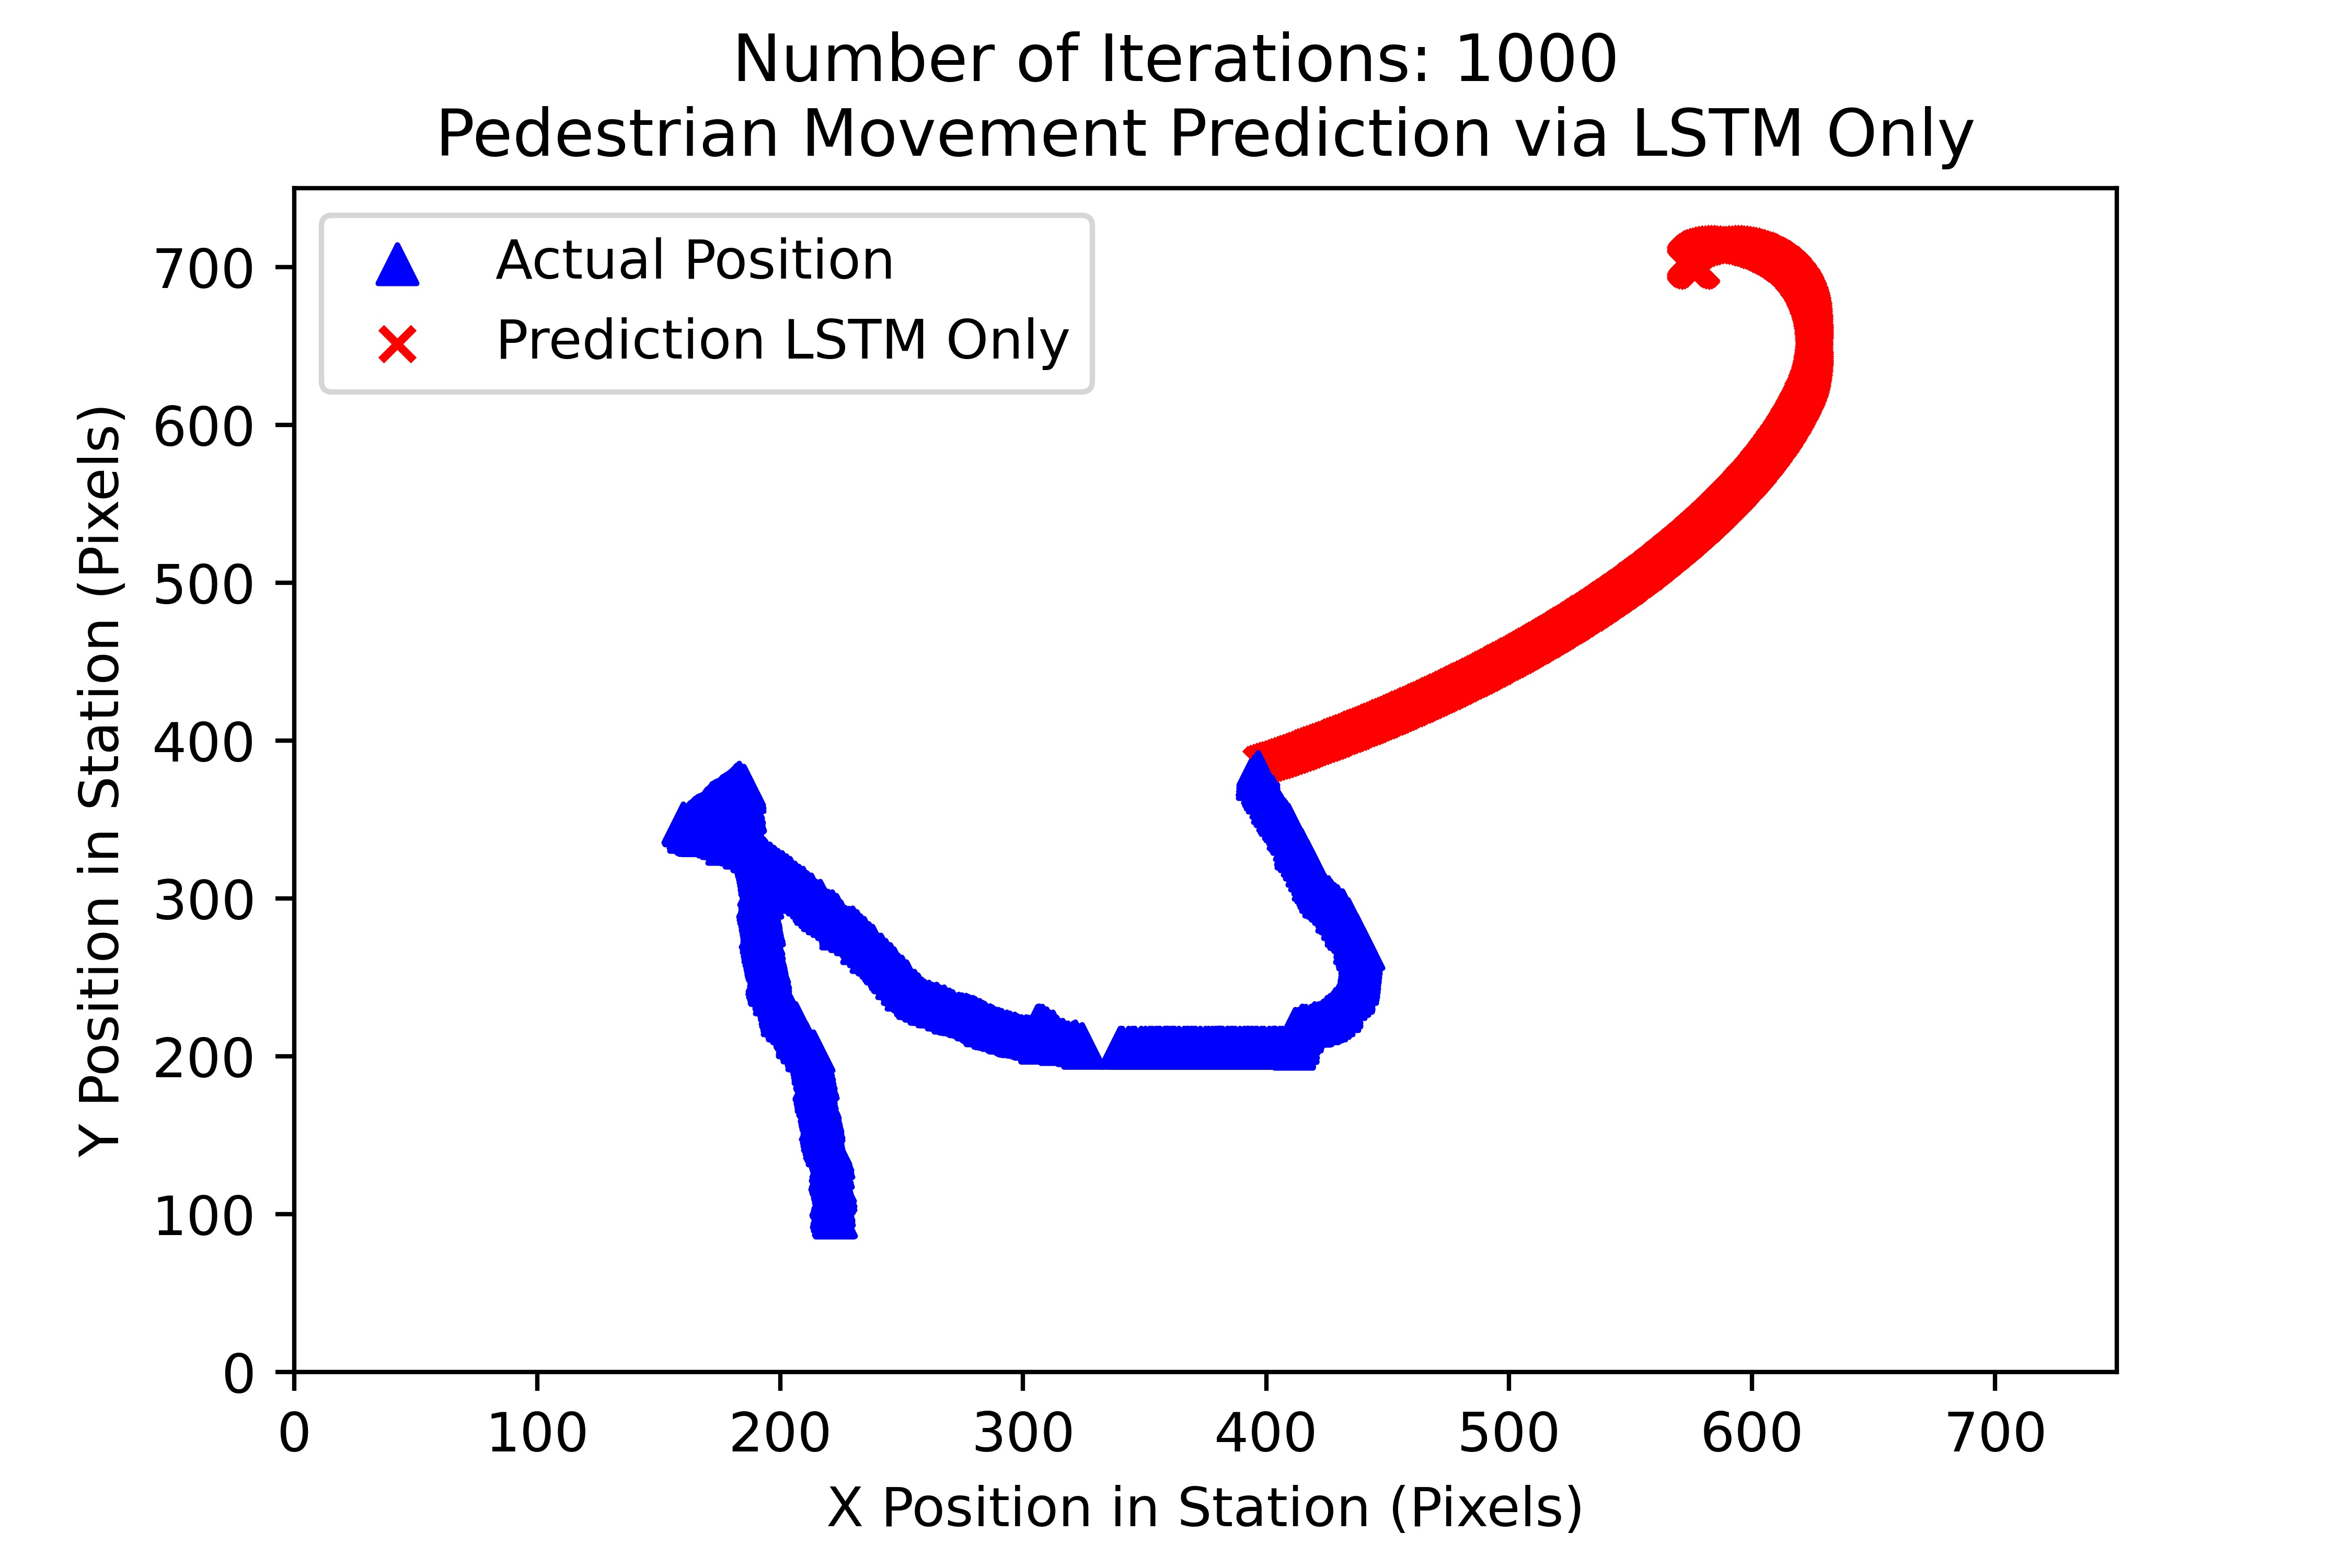 Number of Iterations: 1000
Pedestrian Movement Prediction via LSTM Only
Actual Position
Prediction LSTM Only
Y Position in Station (Pixels)
700
600
500
400
300
200
100
0
0 100 200 300 400 500 600 700
X Position in Station (Pixels)